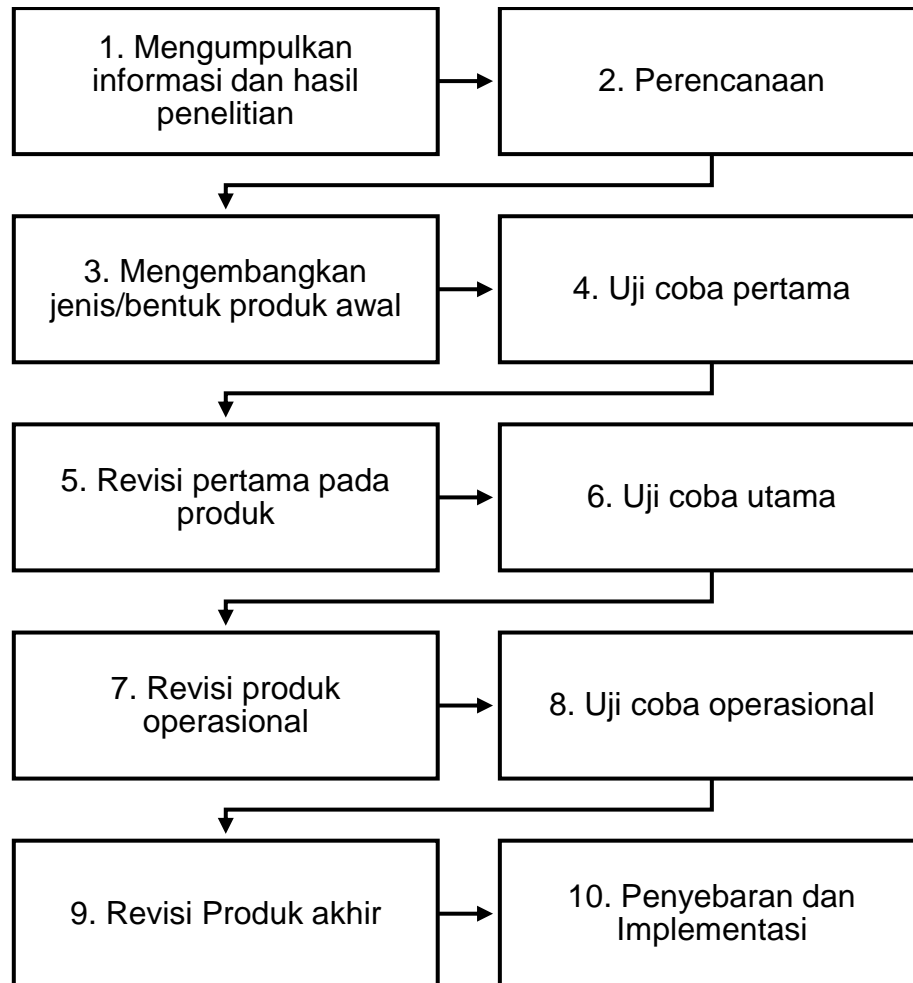 1. Mengumpulkan
informasi dan hasil
penelitian
2. Perencanaan
3. Mengembangkan
jenis/bentuk produk awal
4. Uji coba pertama
5. Revisi pertama pada
produk
6. Uji coba utama
7. Revisi produk
operasional
8. Uji coba operasional
9. Revisi Produk akhir
10. Penyebaran dan
Implementasi